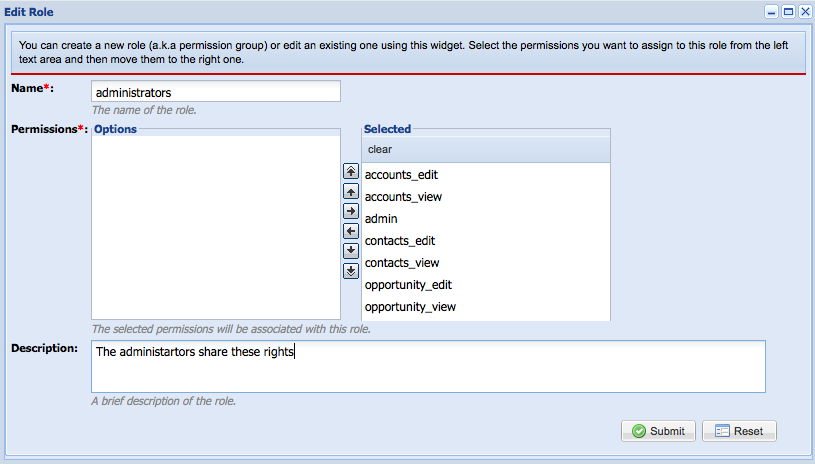 Edit Role
You can create a new role (a.k.a permission group) or edit an existing one using this widget. Select the permissions you want to assign to this role from the left
text area and then move them to the right one.
Name*: administrators
The name of the role.
Permissions*: Options Selected
clear
accounts_edit
accounts_view
admin
contacts_edit
contacts_view
opportunity_edit
opportunity_view
The selected permissions will be associated with this role.
Description: The administartors share these rights
A brief description of the role.
Submit Reset